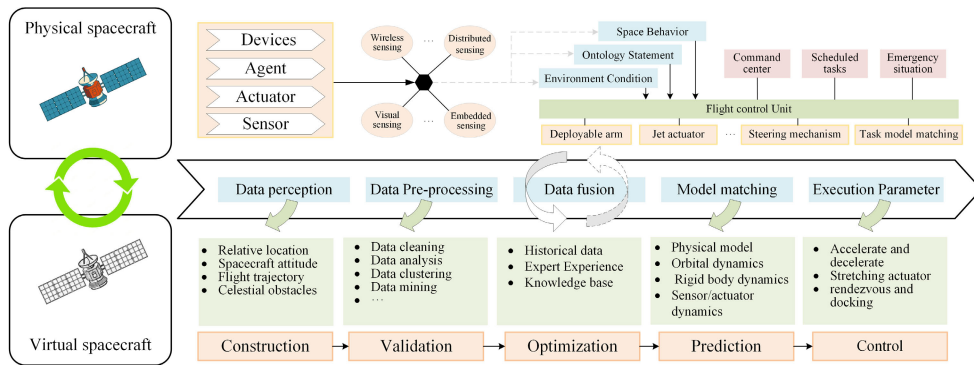 Physical spacecraft
Virtual spacecraft
Devices
Agent
Actuator
Sensor
Wireless
sensing
...
Distributed
sensing
Visual
sensing
...
Embedded
sensing
Space Behavior
Ontology Statement
Environment Condition
Command
center
Scheduled
tasks
Emergency
situation
Flight control Unit
Deployable arm
Jet actuator
...
Steering mechanism
Task model matching
Data perception
Data Pre-processing
Data fusion
Model matching
Execution Parameter
• Relative location
• Spacecraft attitude
• Flight trajectory
• Celestial obstacles
• Data cleaning
• Data analysis
• Data clustering
• Data mining
• ...
• Historical data
• Expert Experience
• Knowledge base
• Physical model
• Orbital dynamics
• Rigid body dynamics
• Sensor/actuator
dynamics
• Accelerate and
decelerate
• Stretching actuator
• rendezvous and
docking
Construction
Validation
Optimization
Prediction
Control